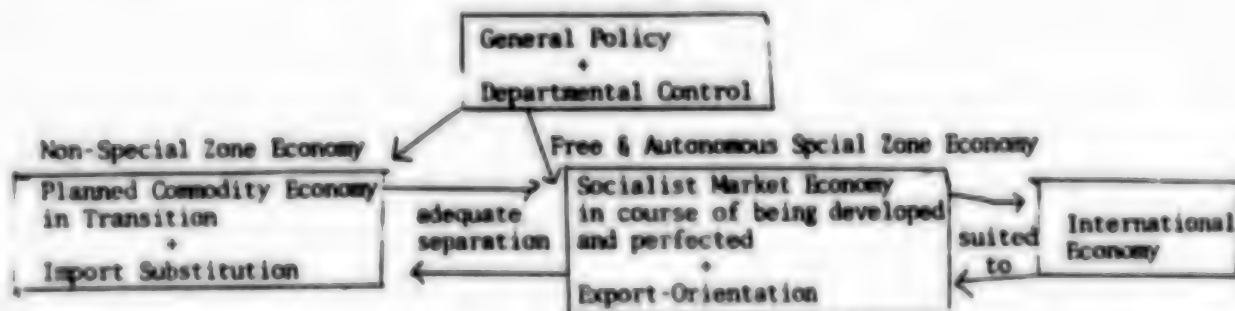 General Policy
+
Departmental Control
Non-Special Zone Economy
Free & Autonomous Spcial Zone Economy
Planned Commodity Economy
in Transition
+
Import Substitution
adequate
separation
Socialist Market Economy
in course of being developed
and perfected
+
Export-Orientation
suited
to
International
Economy